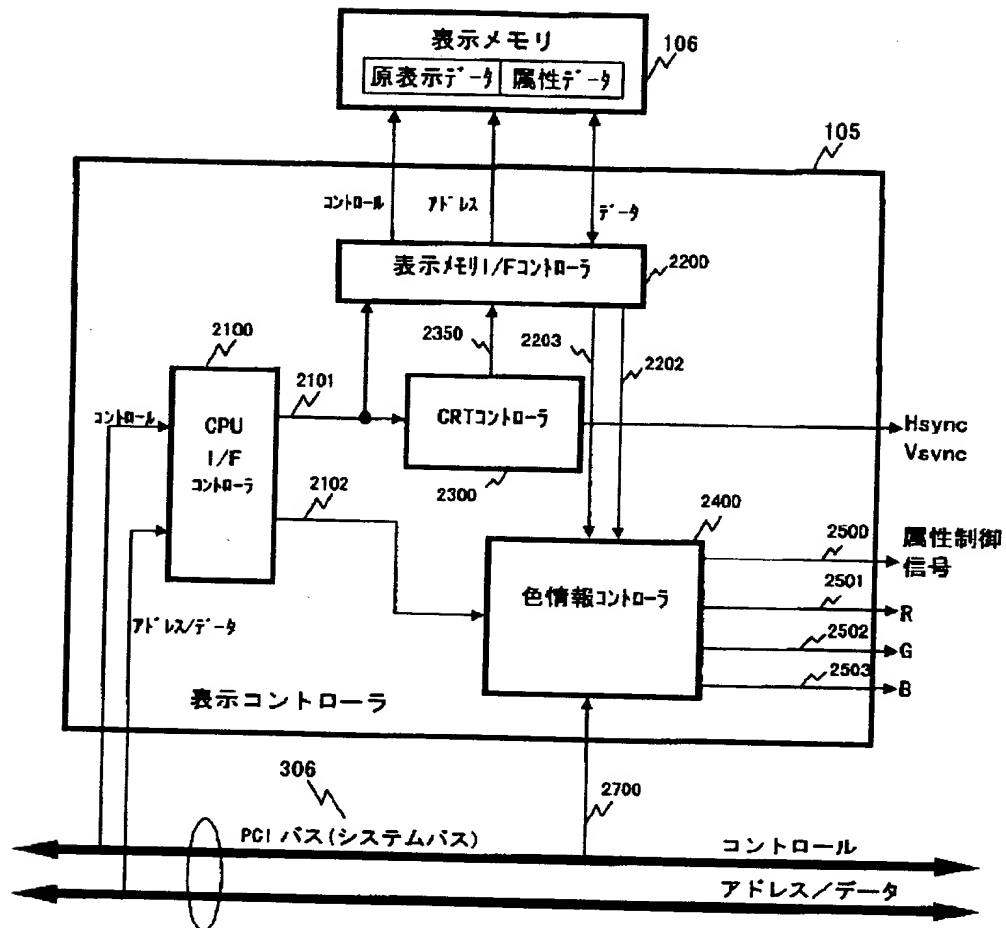 表示メモリ
原表示データ 属性データ
106
105
コントロール
アドレス
データ
表示メモリI/Fコントローラ
2200
2100
2350
2203
2202
2101
CPU
I/F
コントローラ
コントロール
CRTコントローラ
2300
Hsync
Vsync
2102
2400
色情報コントローラ
2500
属性制御
信号
2501
R
2502
G
2503
B
アドレス/データ
表示コントローラ
306
2700
PCI バス(システムバス)
コントロール
アドレス/データ